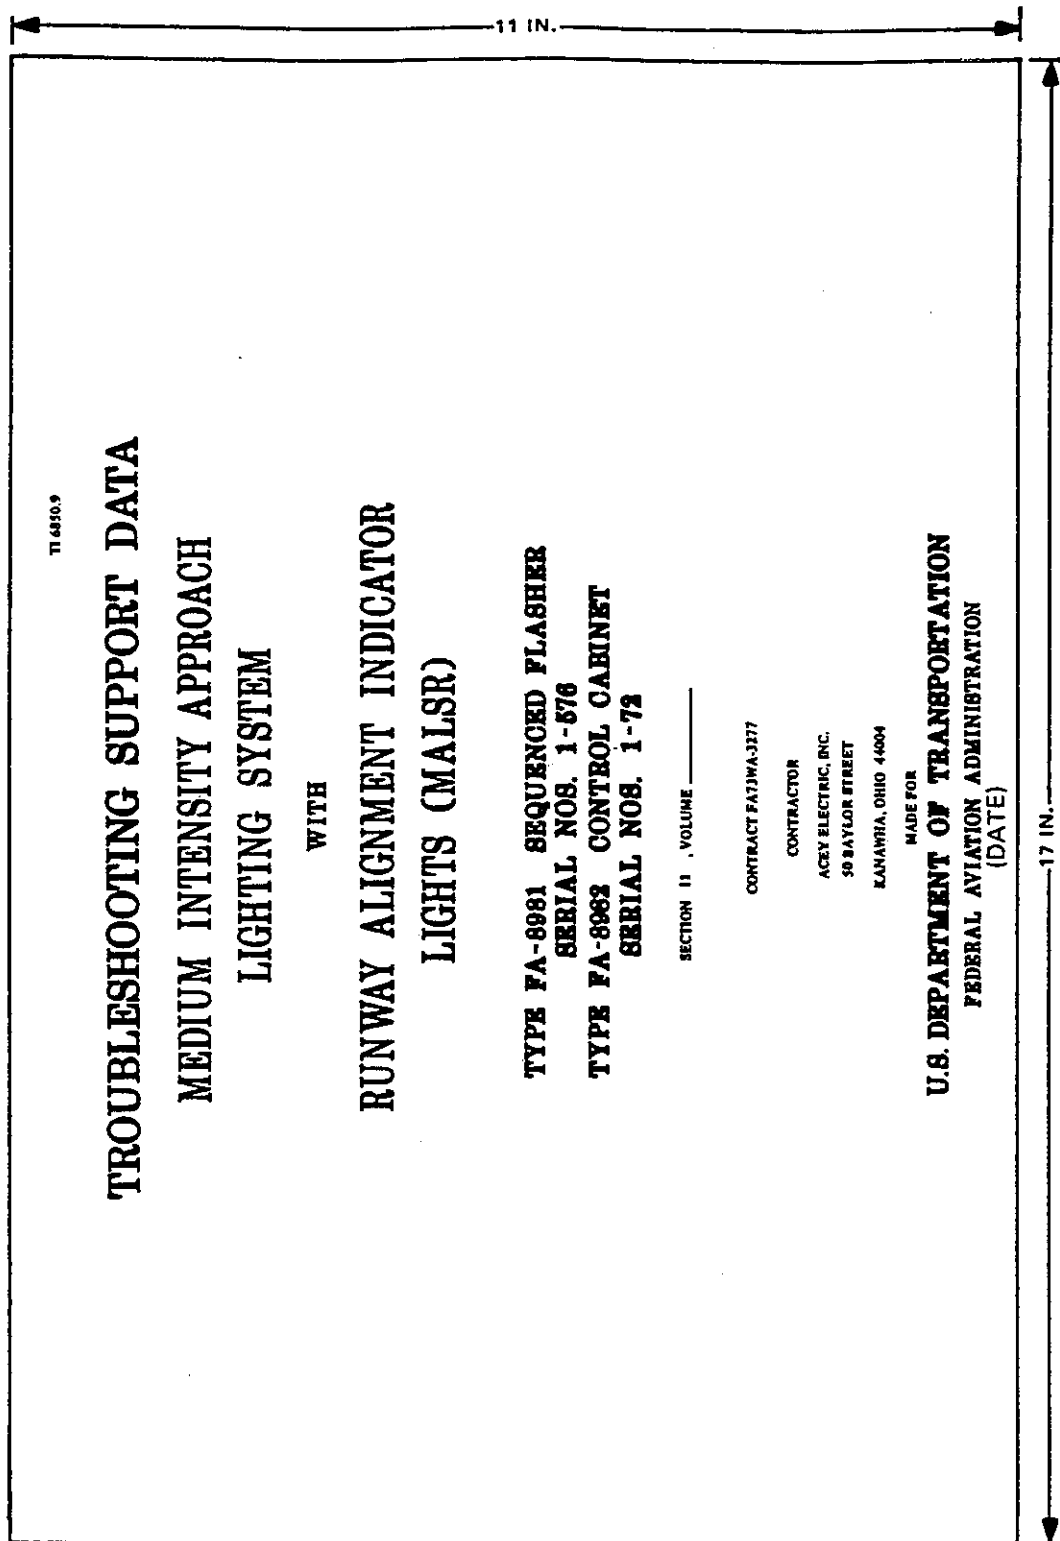 11 IN.
TI 6850.9
TROUBLESHOOTING SUPPORT DATA
MEDIUM INTENSITY APPROACH
LIGHTING SYSTEM
WITH
RUNWAY ALIGNMENT INDICATOR
LIGHTS (MALSR)
TYPE FA-8981 SEQUENCED FLASHER
SERIAL NOS. 1-576
TYPE FA-8982 CONTROL CABINET
SERIAL NOS. 1-72
SECTION 11 , VOLUME
CONTRACT FA73WA-3277
CONTRACTOR
ACEY ELECTRIC, INC.
50 BAYLOR STREET
KANAWHA, OHIO 44004
MADE FOR
U.S. DEPARTMENT OF TRANSPORTATION
FEDERAL AVIATION ADMINISTRATION
(DATE)
17 IN.